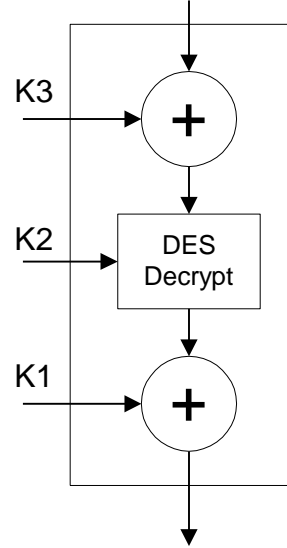 K3
+
K2
DES
Decrypt
K1
+